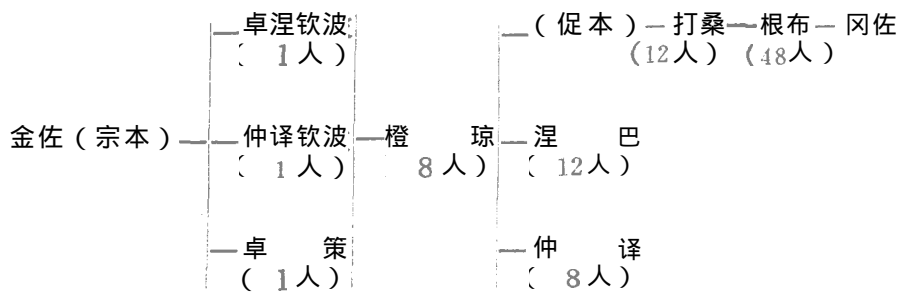 卓涅钦波 （促本）— 打桑 — 根布 — 冈佐
（1人） （12人） （48人）
金佐（宗本）— 仲译钦波 — 橙 琼 — 涅 巴
（1人） 8人） （12人）
卓 策 仲 译
（1人） （8人）